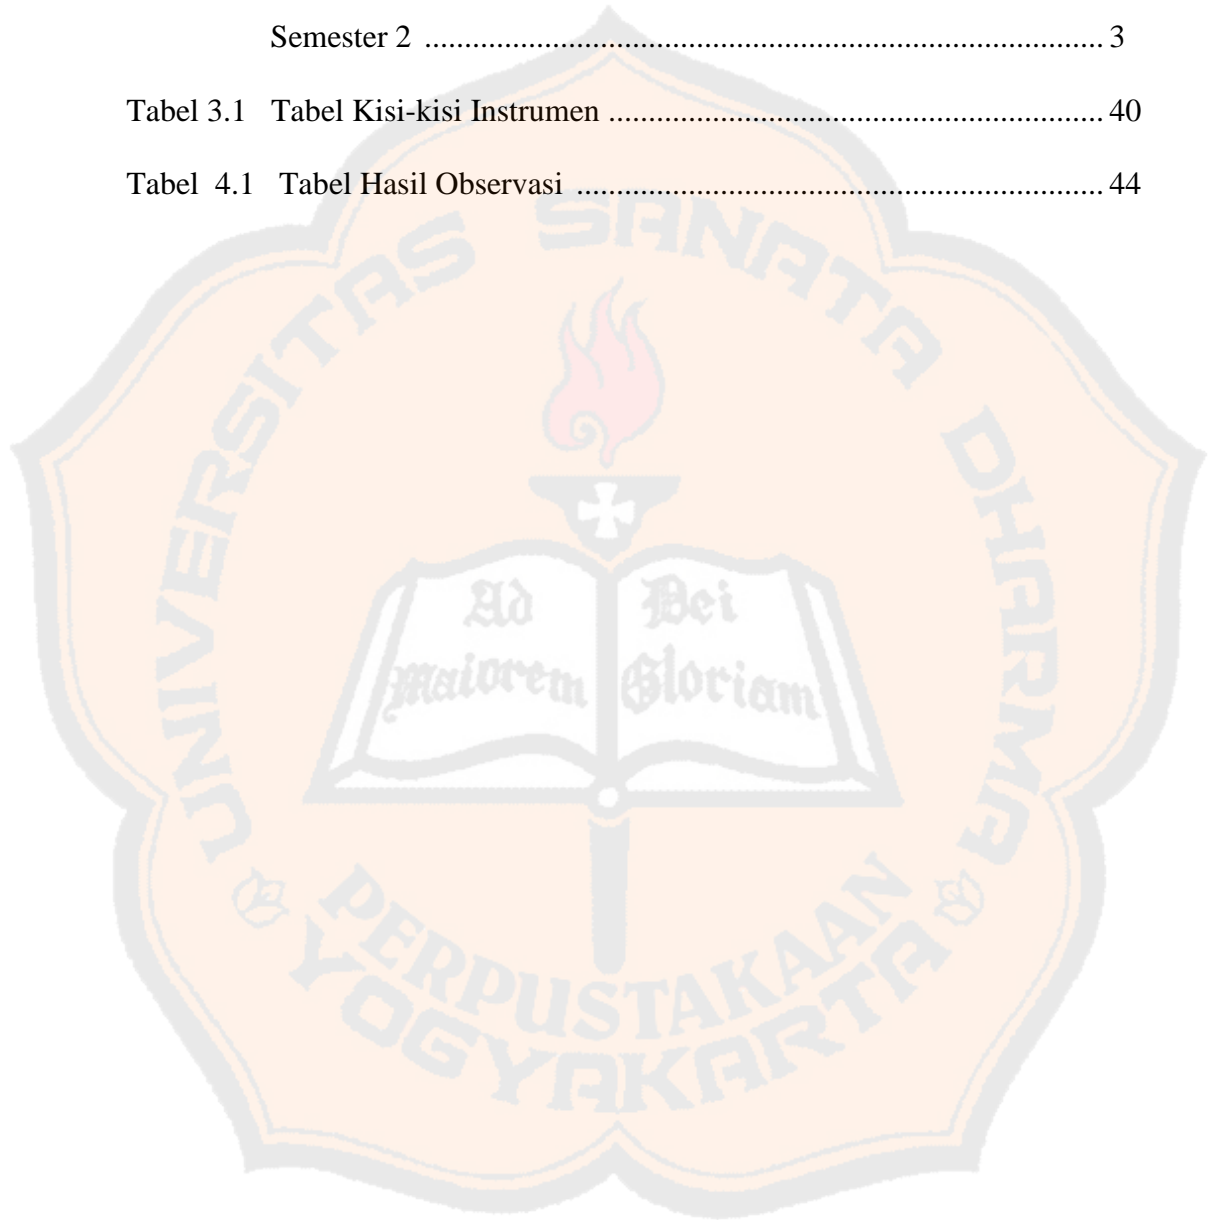 Semester 2 ..................................................................................... 3
Tabel 3.1 Tabel Kisi-kisi Instrumen .............................................................. 40
Tabel 4.1 Tabel Hasil Observasi .................................................................. 44
UNIVERSITAS SANATA DHARMA
Ad Dei
Maiorem Gloriam
PERPUSTAKAAN
YOGYAKARTA